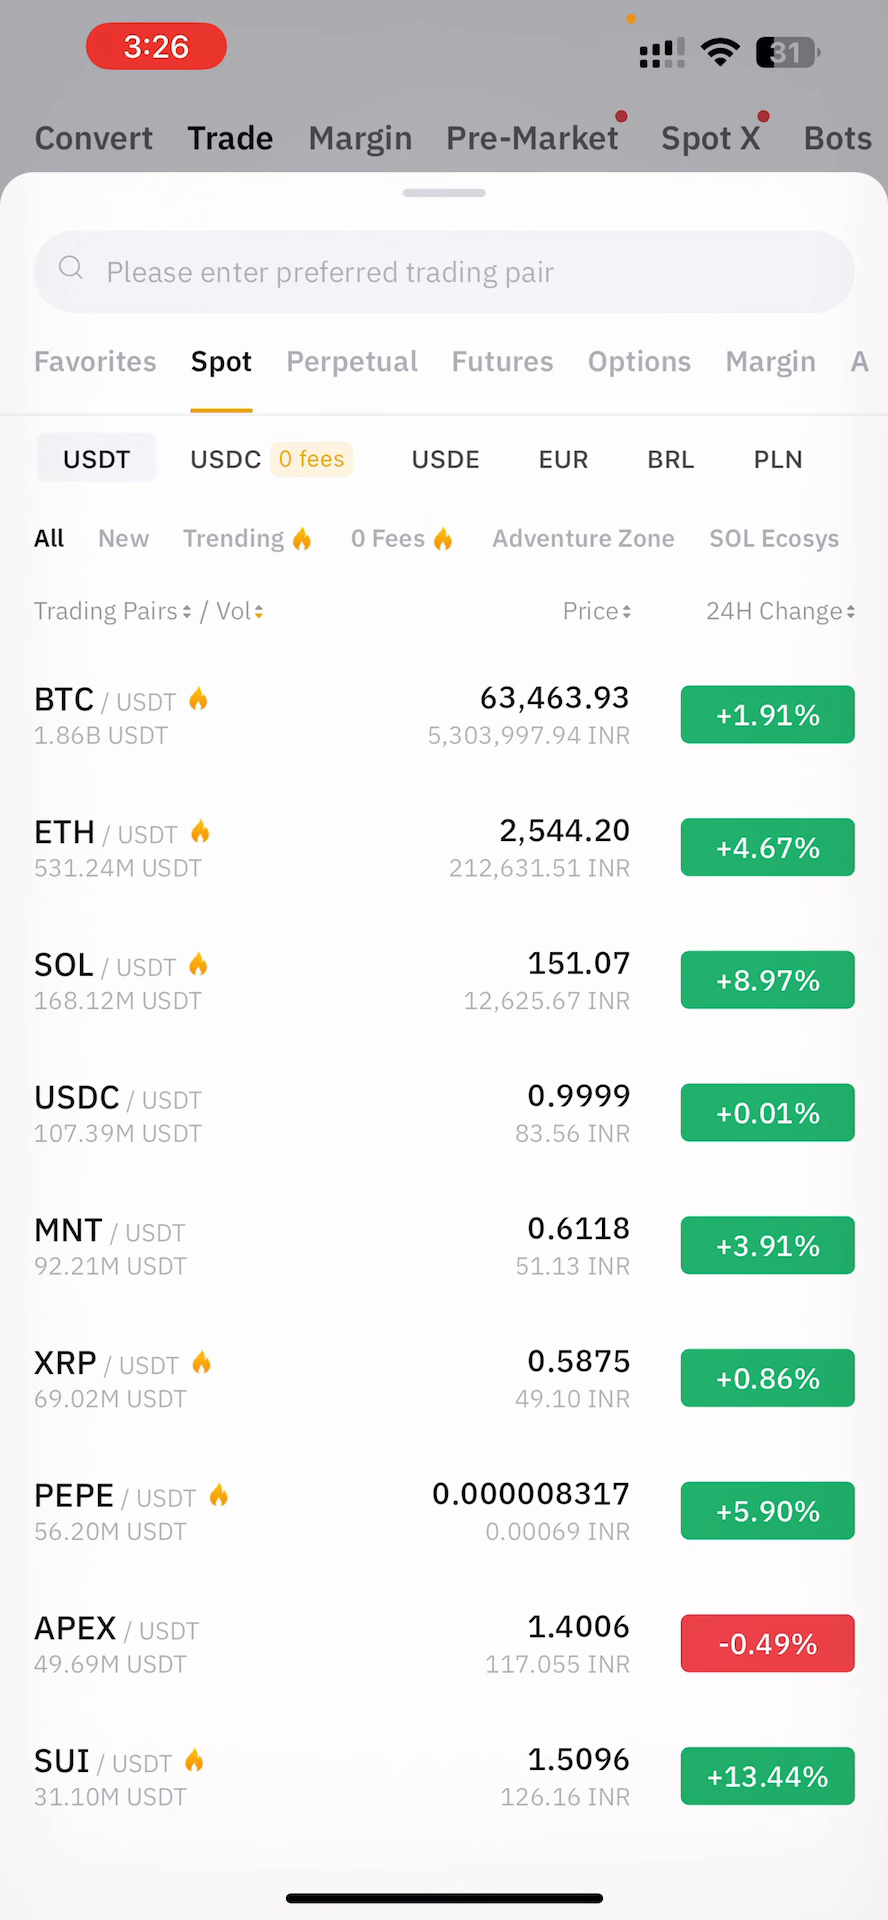 3:26
31
Convert Trade Margin Pre-Market Spot X Bots
Please enter preferred trading pair
Favorites Spot Perpetual Futures Options Margin A
USDT USDC 0 fees USDE EUR BRL PLN
All New Trending 0 Fees Adventure Zone SOL Ecosys
Trading Pairs / Vol Price 24H Change
BTC / USDT 63,463.93 +1.91%
1.86B USDT 5,303,997.94 INR
ETH / USDT 2,544.20 +4.67%
531.24M USDT 212,631.51 INR
SOL / USDT 151.07 +8.97%
168.12M USDT 12,625.67 INR
USDC / USDT 0.9999 +0.01%
107.39M USDT 83.56 INR
MNT / USDT 0.6118 +3.91%
92.21M USDT 51.13 INR
XRP / USDT 0.5875 +0.86%
69.02M USDT 49.10 INR
PEPE / USDT 0.000008317 +5.90%
56.20M USDT 0.00069 INR
APEX / USDT 1.4006 -0.49%
49.69M USDT 117.055 INR
SUI / USDT 1.5096 +13.44%
31.10M USDT 126.16 INR